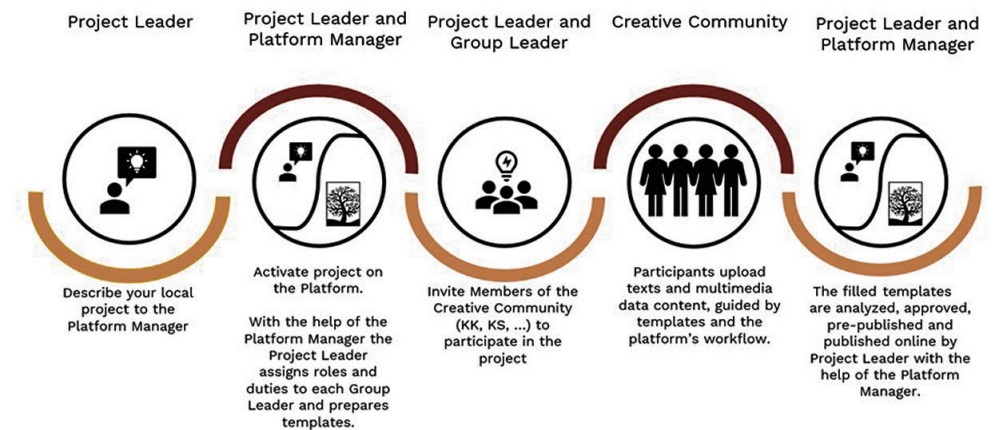 Project Leader
Describe your local
project to the
Platform Manager
Project Leader and
Platform Manager
Activate project on
the Platform.
With the help of the
Platform Manager the
Project Leader
assigns roles and
duties to each Group
Leader and prepares
templates.
Project Leader and
Group Leader
Invite Members of the
Creative Community
(KK, KS, ...) to
participate in the
project
Creative Community
Participants upload
texts and multimedia
data content, guided by
templates and the
platform's workflow.
Project Leader and
Platform Manager
The filled templates
are analyzed, approved,
pre-published and
published online by
Project Leader with the
help of the Platform
Manager.